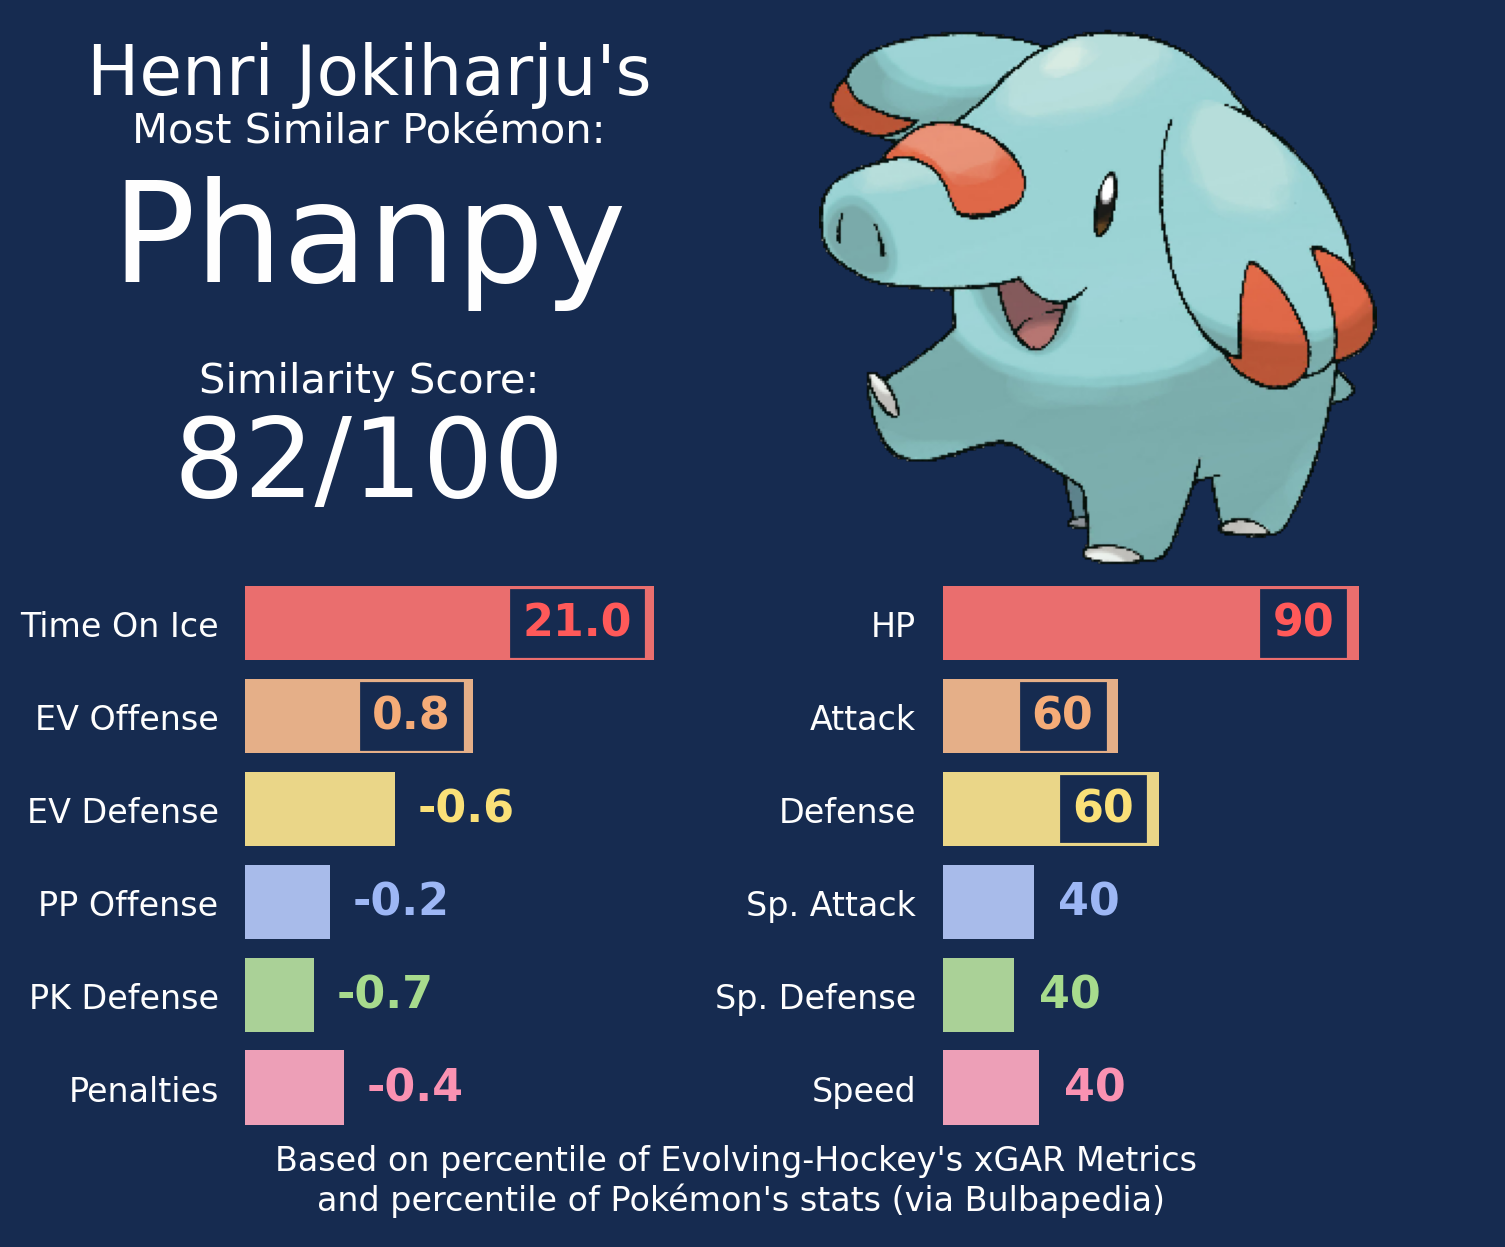 Henri Jokiharju's
Most Similar Pokémon:
Phanpy
Similarity Score:
82/100
Time On Ice 21.0
EV Offense 0.8
EV Defense -0.6
PP Offense -0.2
PK Defense -0.7
Penalties -0.4
HP 90
Attack 60
Defense 60
Sp. Attack 40
Sp. Defense 40
Speed 40
Based on percentile of Evolving-Hockey's xGAR Metrics
and percentile of Pokémon's stats (via Bulbapedia)